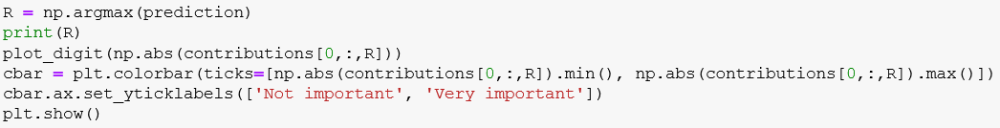 R = np.argmax(prediction)
print(R)
plot_digit(np.abs(contributions[0,:,R]))
cbar = plt.colorbar(ticks=[np.abs(contributions[0,:,R]).min(), np.abs(contributions[0,:,R]).max()])
cbar.ax.set_yticklabels(['Not important', 'Very important'])
plt.show()